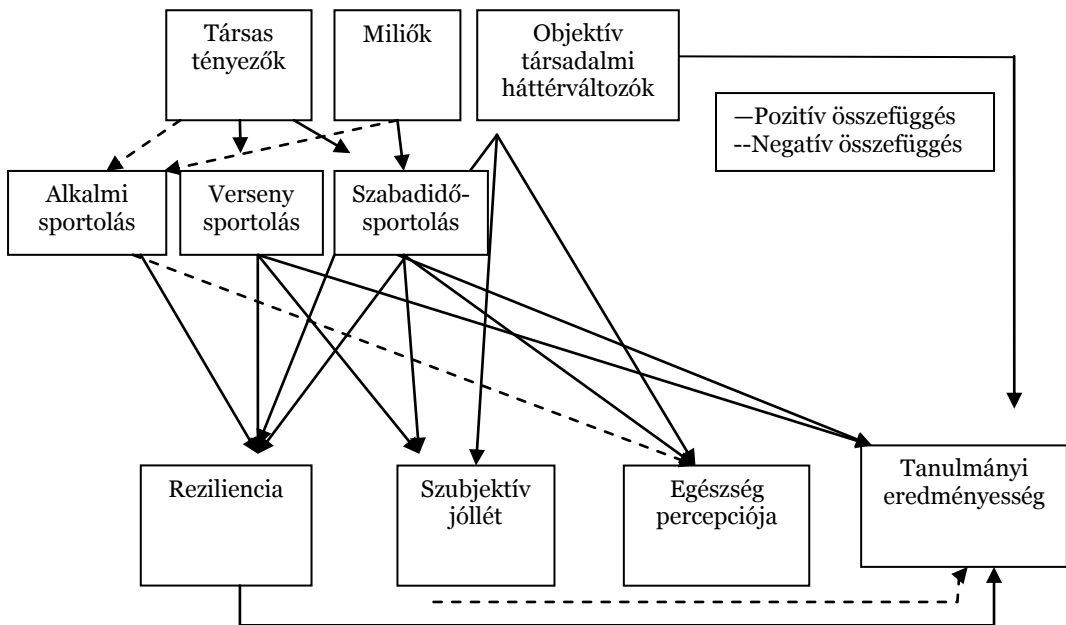 Társas
tényezők
Miliők
Objektív
társadalmi
háttérváltozók
—Pozitív összefüggés
--Negatív összefüggés
Alkalmi
sportolás
Verseny
sportolás
Szabadidő-
sportolás
Reziliencia
Szubjektív
jóllét
Egészség
percepciója
Tanulmányi
eredményesség